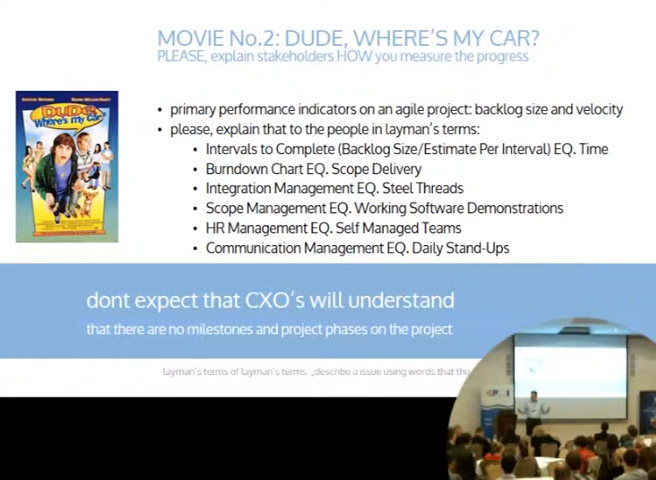 MOVIE No.2: DUDE, WHERE'S MY CAR?
PLEASE, explain stakeholders HOW you measure the progress
DUDE
Where's my Car?
• primary performance indicators on an agile project: backlog size and velocity
• please, explain that to the people in layman's terms:
• Intervals to Complete (Backlog Size/Estimate Per Interval) EQ. Time
• Burndown Chart EQ. Scope Delivery
• Integration Management EQ. Steel Threads
• Scope Management EQ. Working Software Demonstrations
• HR Management EQ. Self Managed Teams
• Communication Management EQ. Daily Stand-Ups
dont expect that CXO's will understand
that there are no milestones and project phases on the project
layman's terms of layman's terms: „describe a issue using words that